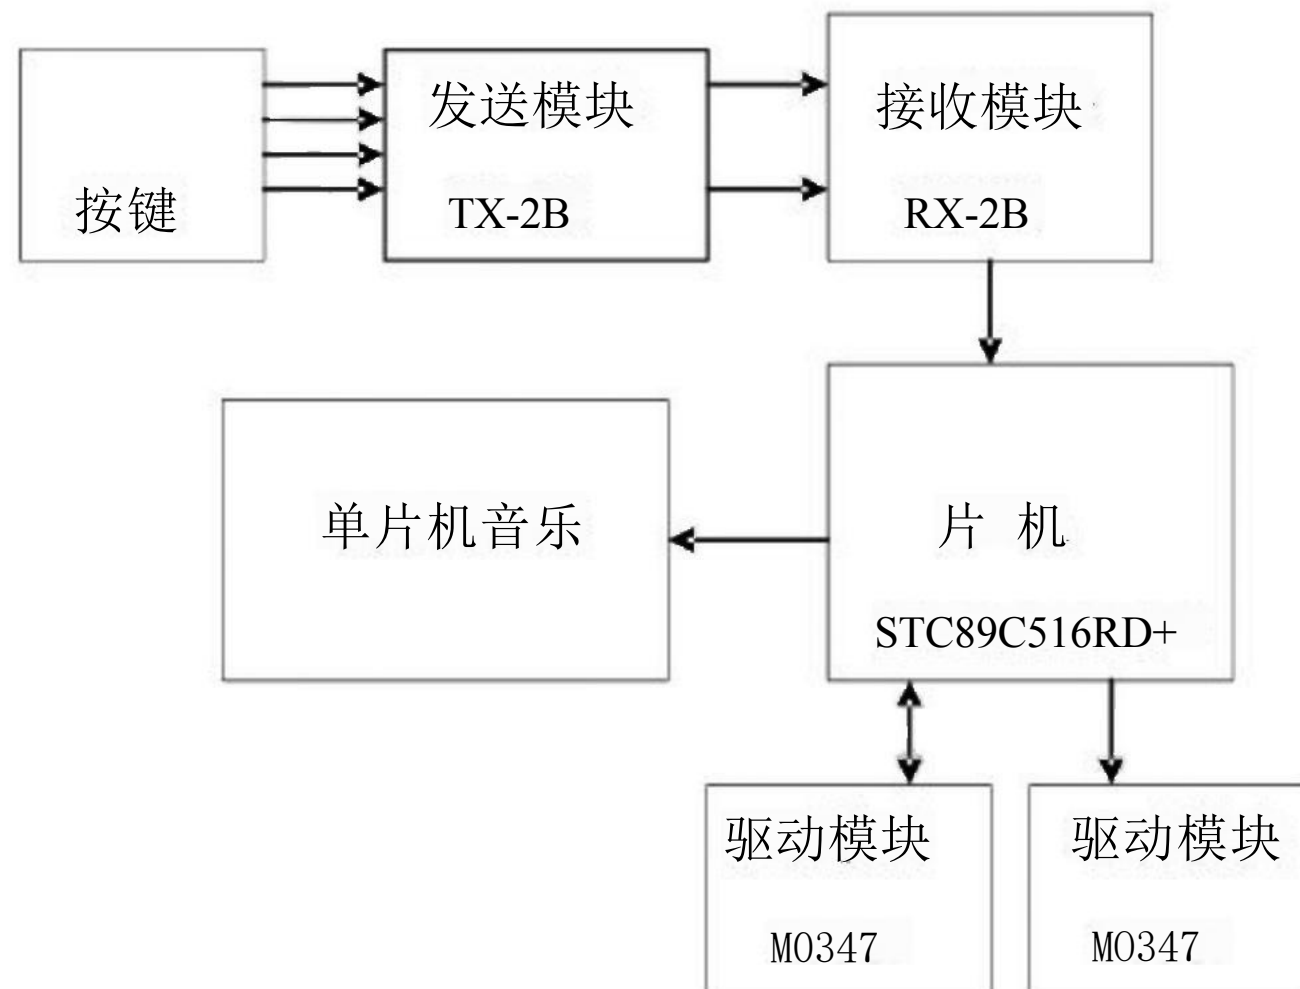 按键
发送模块
TX-2B
接收模块
RX-2B
单片机音乐
片 机
STC89C516RD+
驱动模块
M0347
驱动模块
M0347